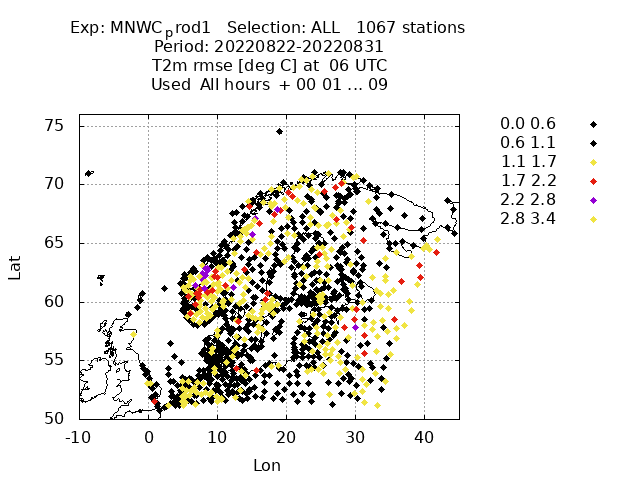 Exp: MNWCprod1 Selection: ALL 1067 stations
Period: 20220822-20220831
T2m rmse [deg C] at 06 UTC
Used All hours + 00 01 ... 09
0.0 0.6
0.6 1.1
1.1 1.7
1.7 2.2
2.2 2.8
2.8 3.4
75
70
65
60
55
50
Lat
-10 0 10 20 30 40
Lon